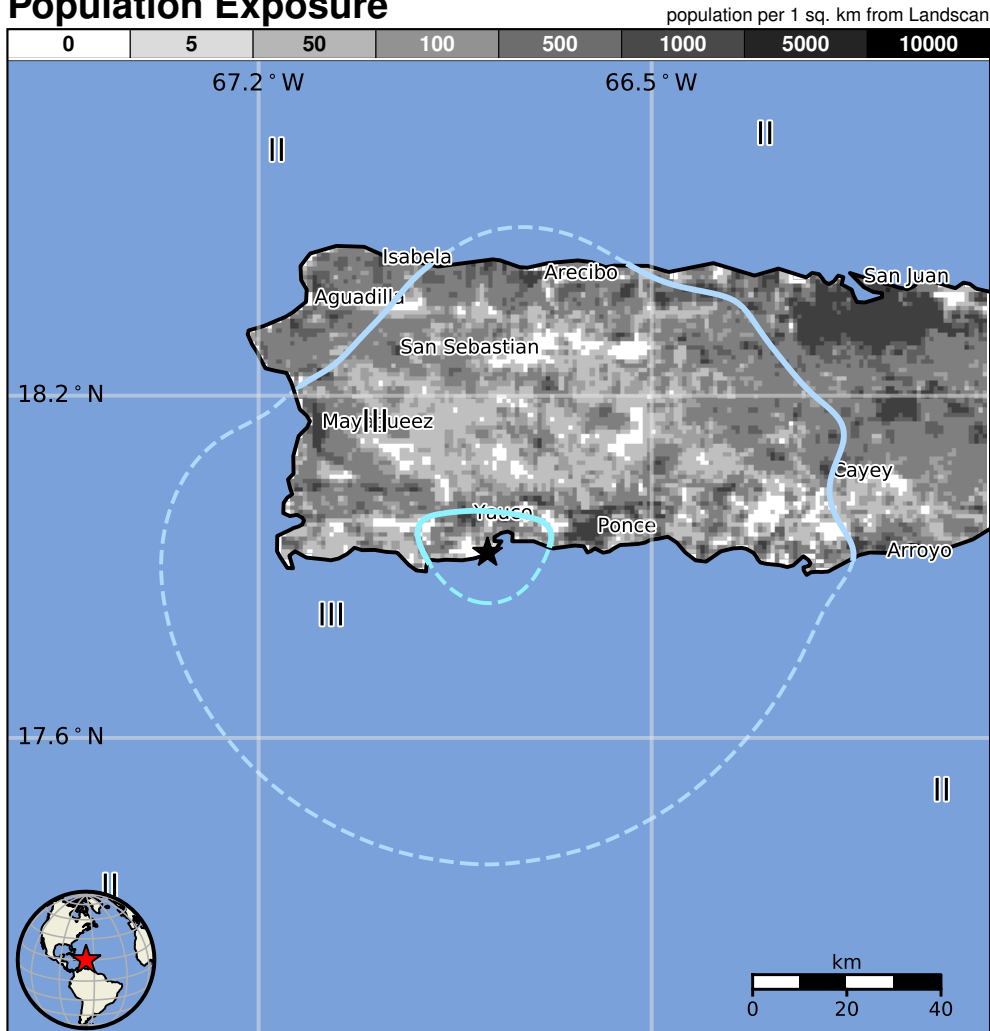 Population Exposure
population per 1 sq. km from Landscan
0 5 50 100 500 1000 5000 10000
67.2°W 66.5°W
II
II
Isabela
Arecibo
San Juan
Aguadilla
San Sebastian
18.2°N
Mayagueez
III
Cayey
Yauco
Ponce
Arroyo
III
17.6°N
II
II
km
0 20 40